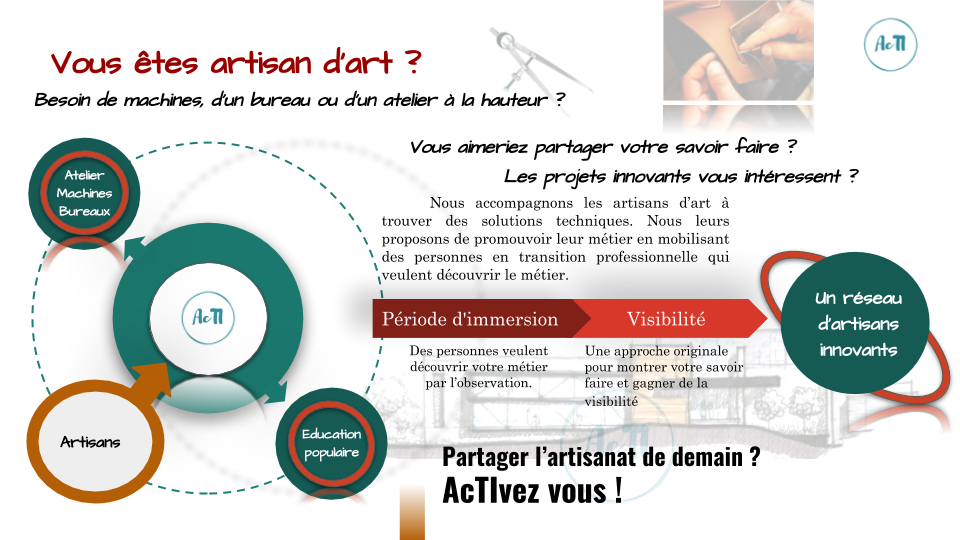 Vous êtes artisan d'art ?
Besoin de machines, d'un bureau ou d'un atelier à la hauteur ?
AcTI
Vous aimeriez partager votre savoir faire ?
Les projets innovants vous intéressent ?
Nous accompagnons les artisans d'art à
trouver des solutions techniques. Nous leurs
proposons de promouvoir leur métier en mobilisant
des personnes en transition professionnelle qui
veulent découvrir le métier.
Atelier
Machines
Bureaux
AcTI
Artisans
Education
populaire
Période d'immersion
Visibilité
Des personnes veulent
découvrir votre métier
par l'observation.
Une approche originale
pour montrer votre savoir
faire et gagner de la
visibilité
Un réseau
d'artisans
innovants
AcTI
Partager l'artisanat de demain ?
AcTIvez vous !